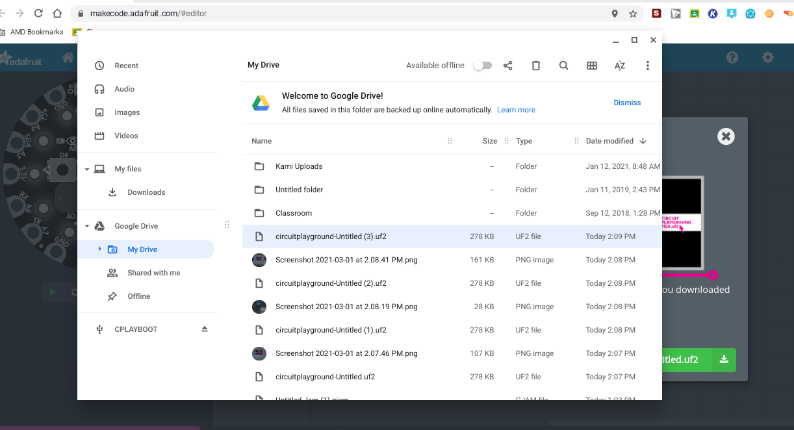 makecode.adafruit.com/#editor
AMD Bookmarks
adafruit
Recent
Audio
Images
Videos
My files
Downloads
Google Drive
My Drive
Shared with me
Offline
CPLAYBOOT
My Drive
Available offline
Welcome to Google Drive!
All files saved in this folder are backed up online automatically. Learn more
Dismiss
Name Size Type Date modified
Kami Uploads -- Folder Jan 12, 2021, 8:48 AM
Untitled folder -- Folder Jan 11, 2019, 2:43 PM
Classroom -- Folder Sep 12, 2018, 1:28 PM
circuitplayground-Untitled (3).uf2 278 KB UF2 file Today 2:09 PM
Screenshot 2021-03-01 at 2.08.41 PM.png 161 KB PNG image Today 2:08 PM
circuitplayground-Untitled (2).uf2 278 KB UF2 file Today 2:08 PM
Screenshot 2021-03-01 at 2.08.19 PM.png 28 KB PNG image Today 2:08 PM
circuitplayground-Untitled (1).uf2 278 KB UF2 file Today 2:08 PM
Screenshot 2021-03-01 at 2.07.46 PM.png 107 KB PNG image Today 2:07 PM
circuitplayground-Untitled.uf2 278 KB UF2 file Today 2:07 PM
CIRCUIT
PLAYGROUND
ou downloaded
itled.uf2